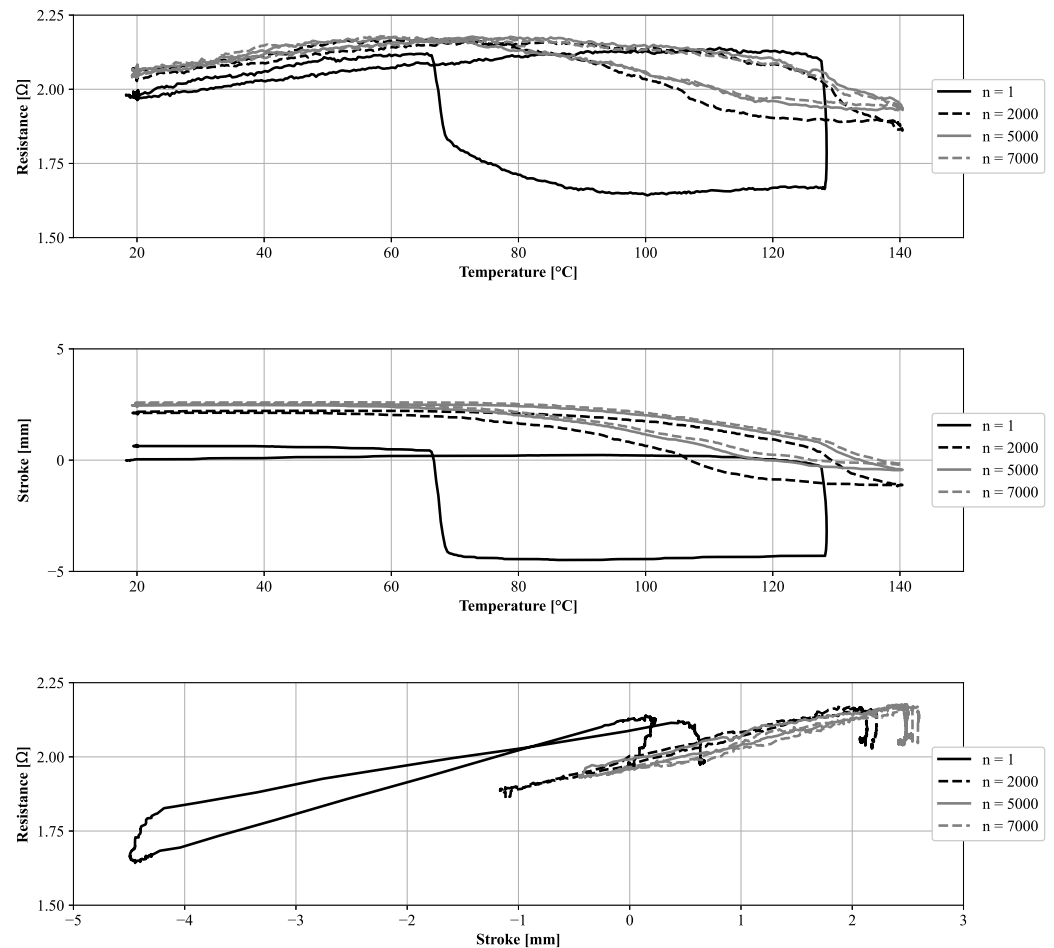 2.25
2.00
1.75
1.50
Resistance [Ω]
20 40 60 80 100 120 140
Temperature [°C]
n = 1
n = 2000
n = 5000
n = 7000
5
0
−5
Stroke [mm]
20 40 60 80 100 120 140
Temperature [°C]
n = 1
n = 2000
n = 5000
n = 7000
2.25
2.00
1.75
1.50
Resistance [Ω]
−5 −4 −3 −2 −1 0 1 2 3
Stroke [mm]
n = 1
n = 2000
n = 5000
n = 7000